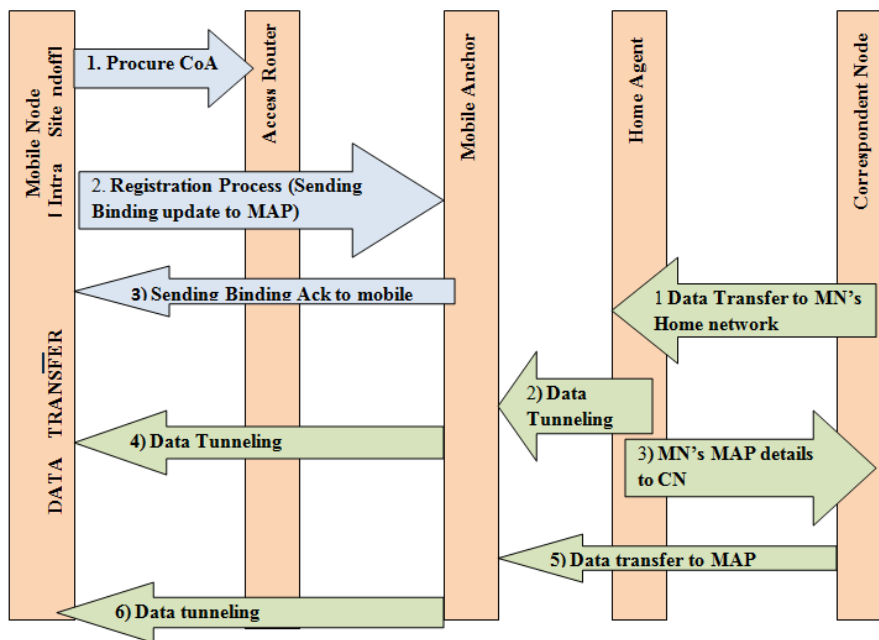 Mobile Node
[ Intra Site ndoff]
DATA TRANSFER
Access Router
Mobile Anchor
Home Agent
Correspondent Node
1. Procure CoA
2. Registration Process (Sending
Binding update to MAP)
3) Sending Binding Ack to mobile
1 Data Transfer to MN's
Home network
2) Data
Tunneling
4) Data Tunneling
3) MN's MAP details
to CN
5) Data transfer to MAP
6) Data tunneling